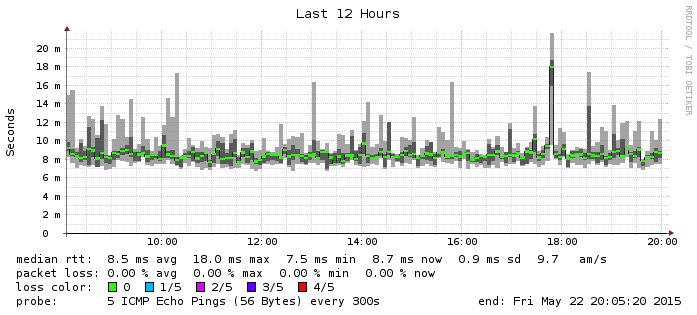 Last 12 Hours
RRDTOOL / TOBI OETIKER
Seconds
20 m
18 m
16 m
14 m
12 m
10 m
8 m
6 m
4 m
2 m
0
10:00 12:00 14:00 16:00 18:00 20:00
median rtt: 8.5 ms avg 18.0 ms max 7.5 ms min 8.7 ms now 0.9 ms sd 9.7 am/s
packet loss: 0.00 % avg 0.00 % max 0.00 % min 0.00 % now
loss color: 0 1/5 2/5 3/5 4/5
probe: 5 ICMP Echo Pings (56 Bytes) every 300s end: Fri May 22 20:05:20 2015